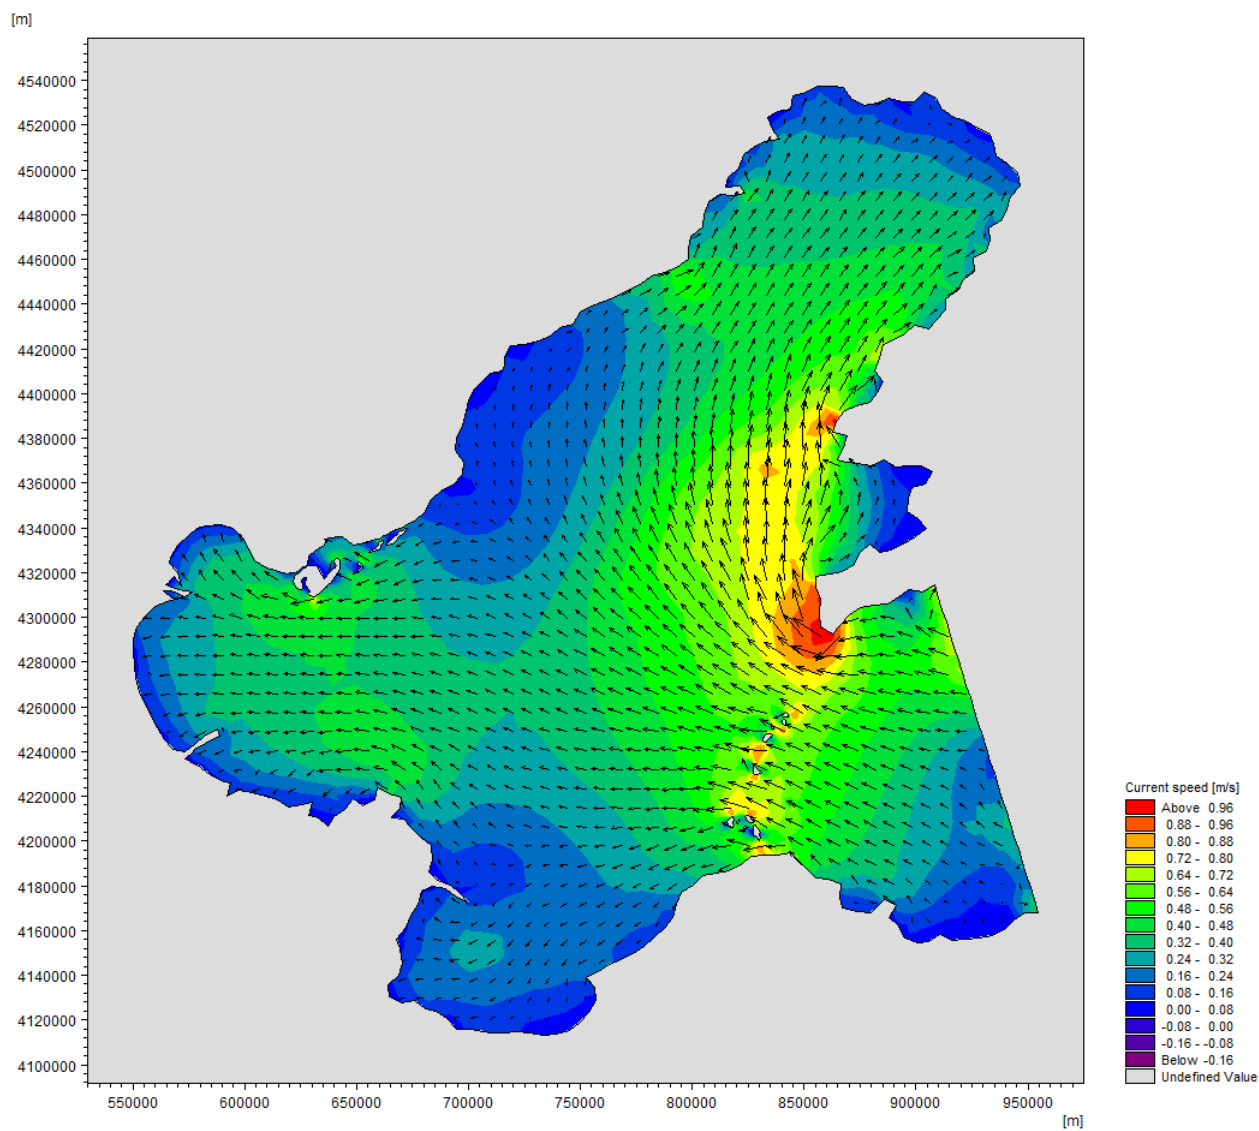 [m]
4540000
4520000
4500000
4480000
4460000
4440000
4420000
4400000
4380000
4360000
4340000
4320000
4300000
4280000
4260000
4240000
4220000
4200000
4180000
4160000
4140000
4120000
4100000
550000 600000 650000 700000 750000 800000 850000 900000 950000
[m]
Current speed [m/s]
Above 0.96
0.88 - 0.96
0.80 - 0.88
0.72 - 0.80
0.64 - 0.72
0.56 - 0.64
0.48 - 0.56
0.40 - 0.48
0.32 - 0.40
0.24 - 0.32
0.16 - 0.24
0.08 - 0.16
0.00 - 0.08
-0.08 - 0.00
-0.16 - -0.08
Below -0.16
Undefined Value